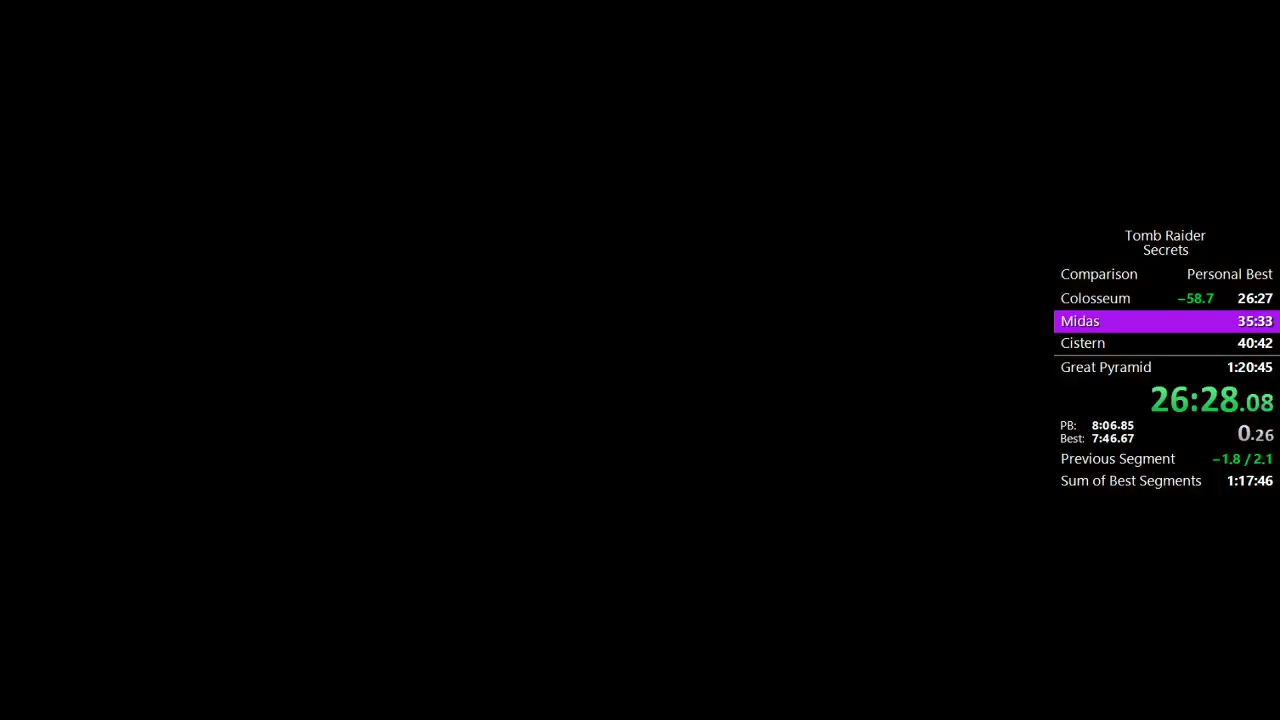 Tomb Raider
Secrets
Comparison Personal Best
Colosseum −58.7 26:27
Midas 35:33
Cistern 40:42
Great Pyramid 1:20:45
26:28.08
PB: 8:06.85
Best: 7:46.67
0.26
Previous Segment −1.8 / 2.1
Sum of Best Segments 1:17:46